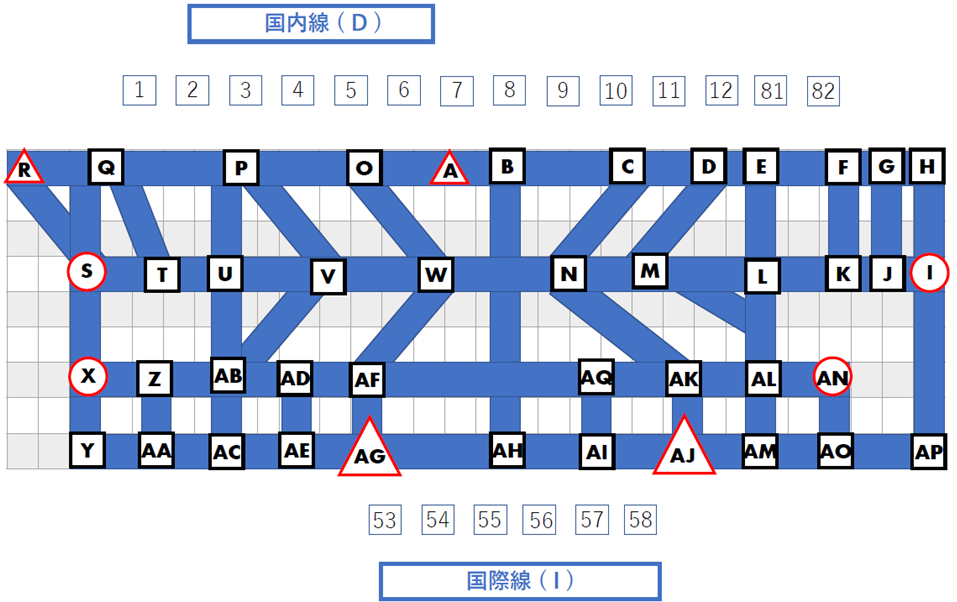 国内線(D)
1 2 3 4 5 6 7 8 9 10 11 12 81 82
R Q P O A B C D E F G H
S T U V W N M L K J I
X Z AB AD AF AQ AK AL AN
Y AA AC AE AG AH AI AJ AM AO AP
53 54 55 56 57 58
国際線(I)